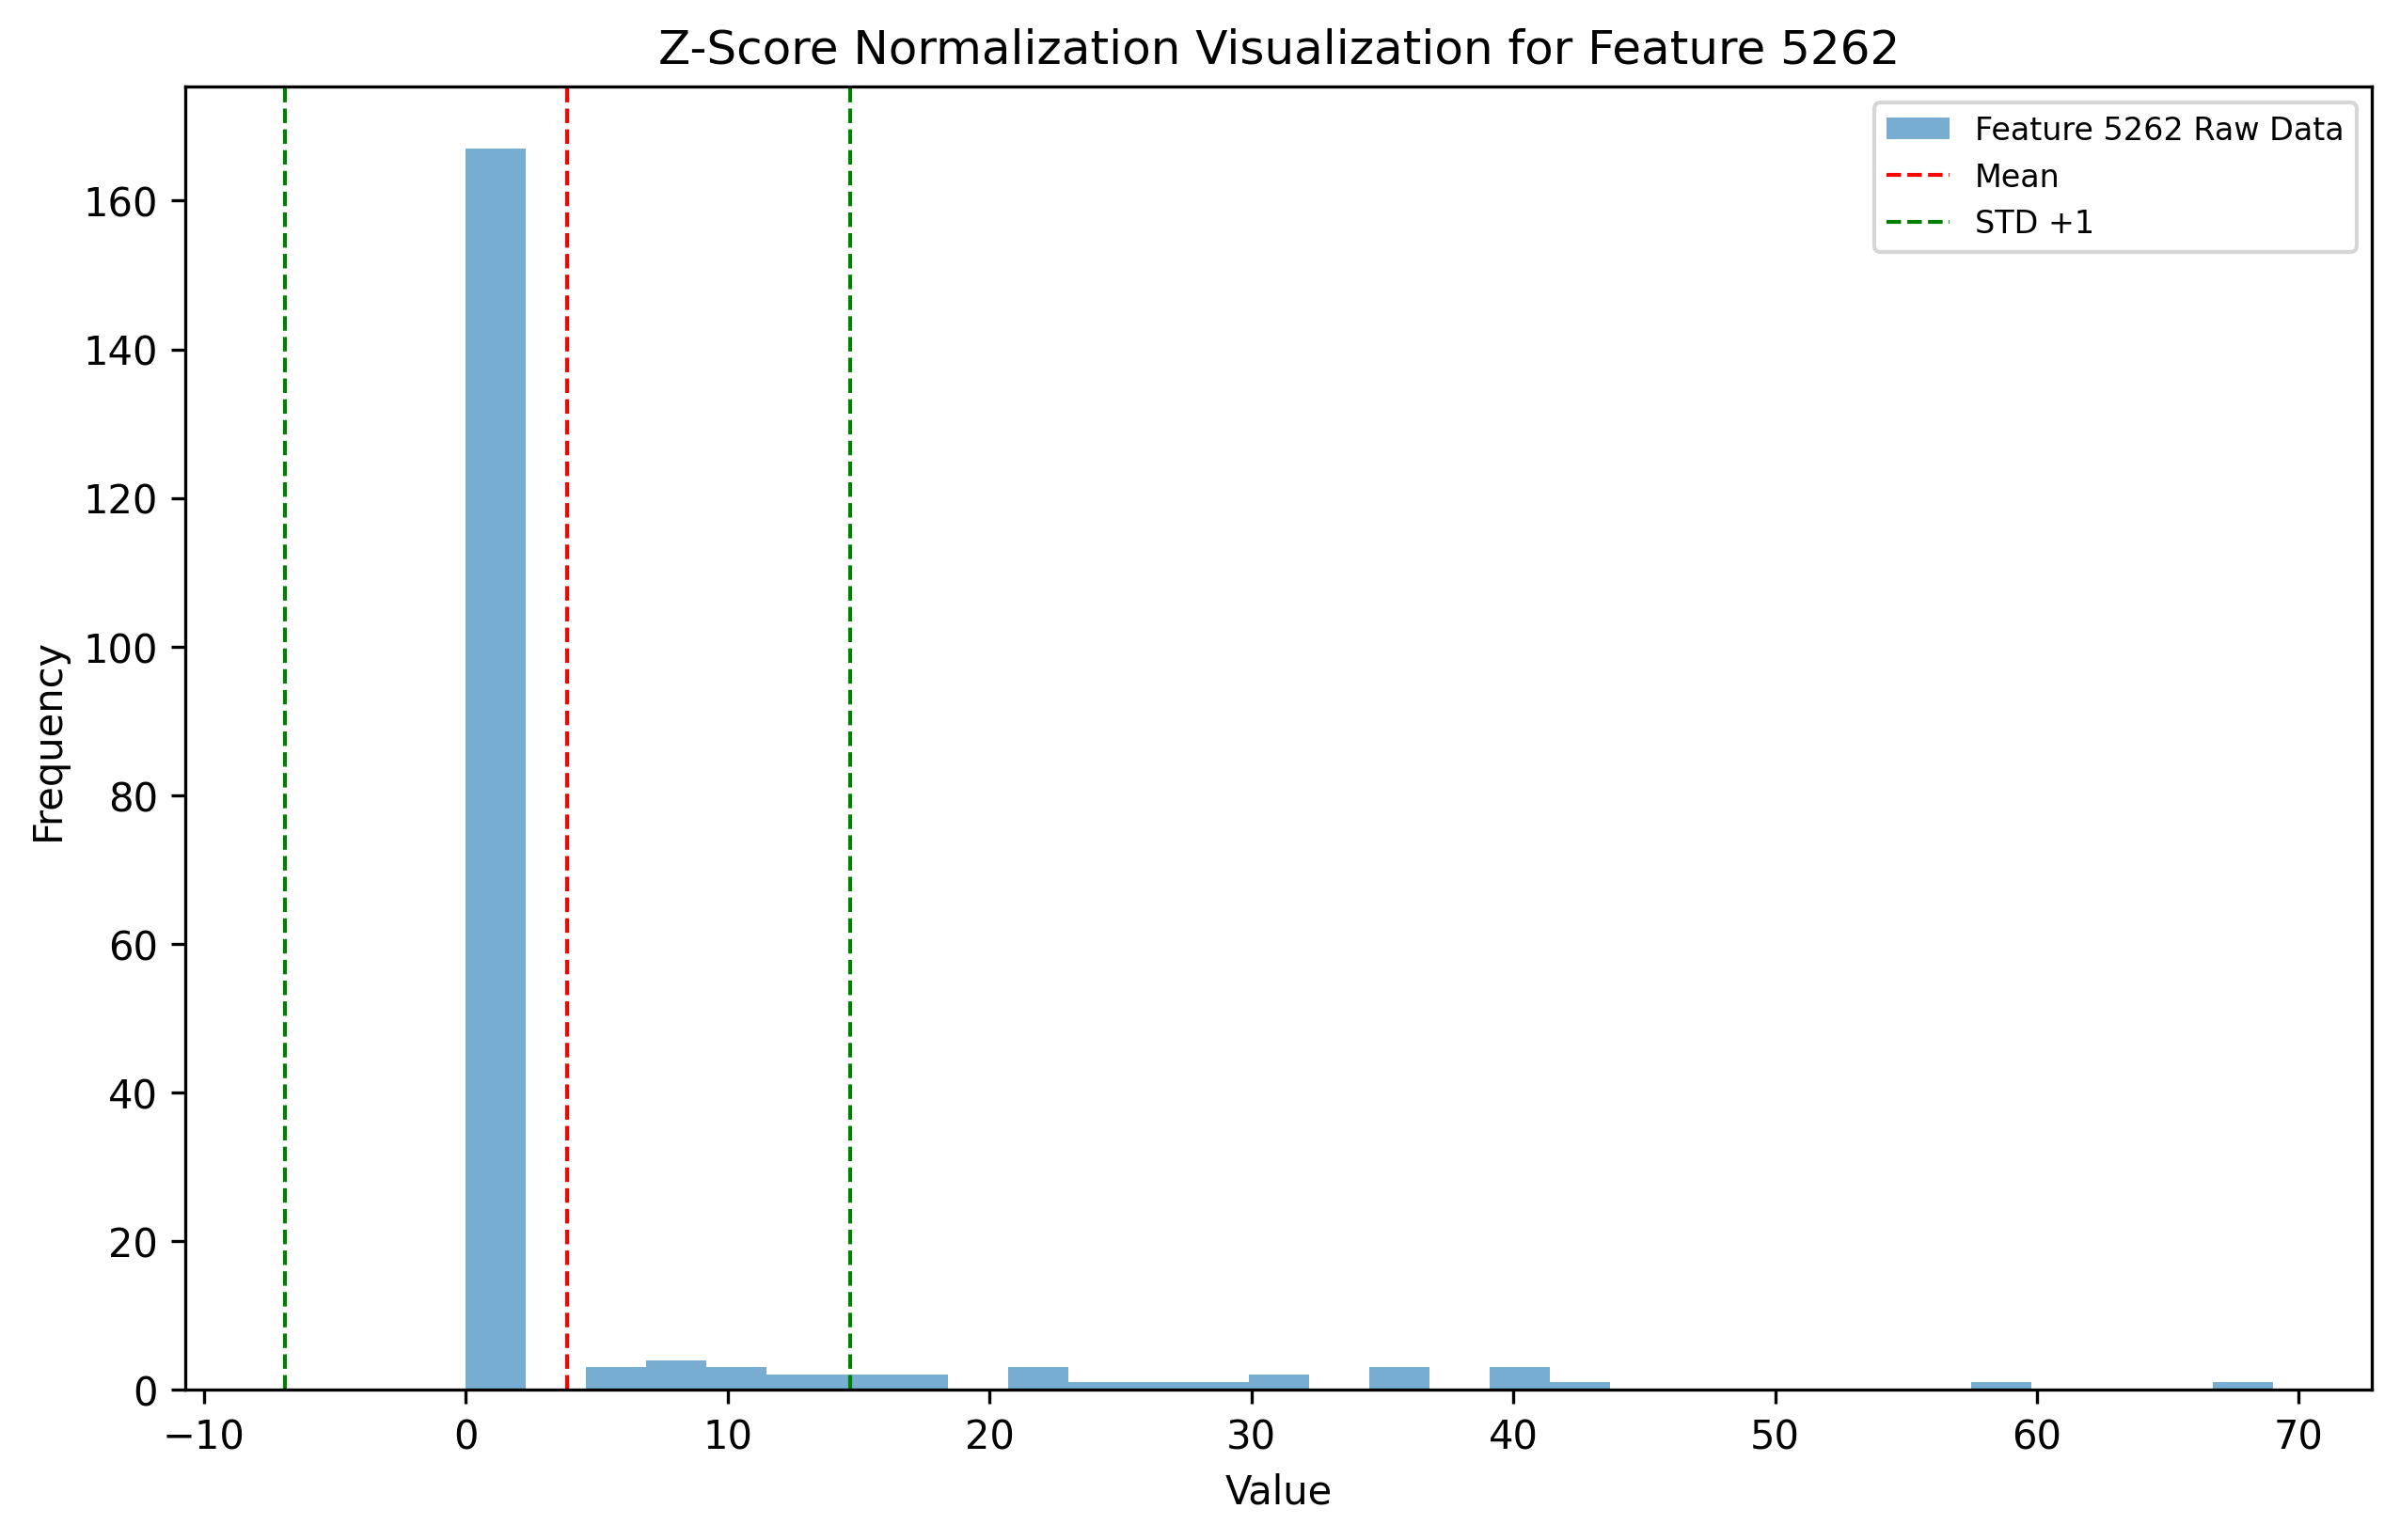 Z-Score Normalization Visualization for Feature 5262
Feature 5262 Raw Data
Mean
STD +1
Frequency
160
140
120
100
80
60
40
20
0
−10 0 10 20 30 40 50 60 70
Value